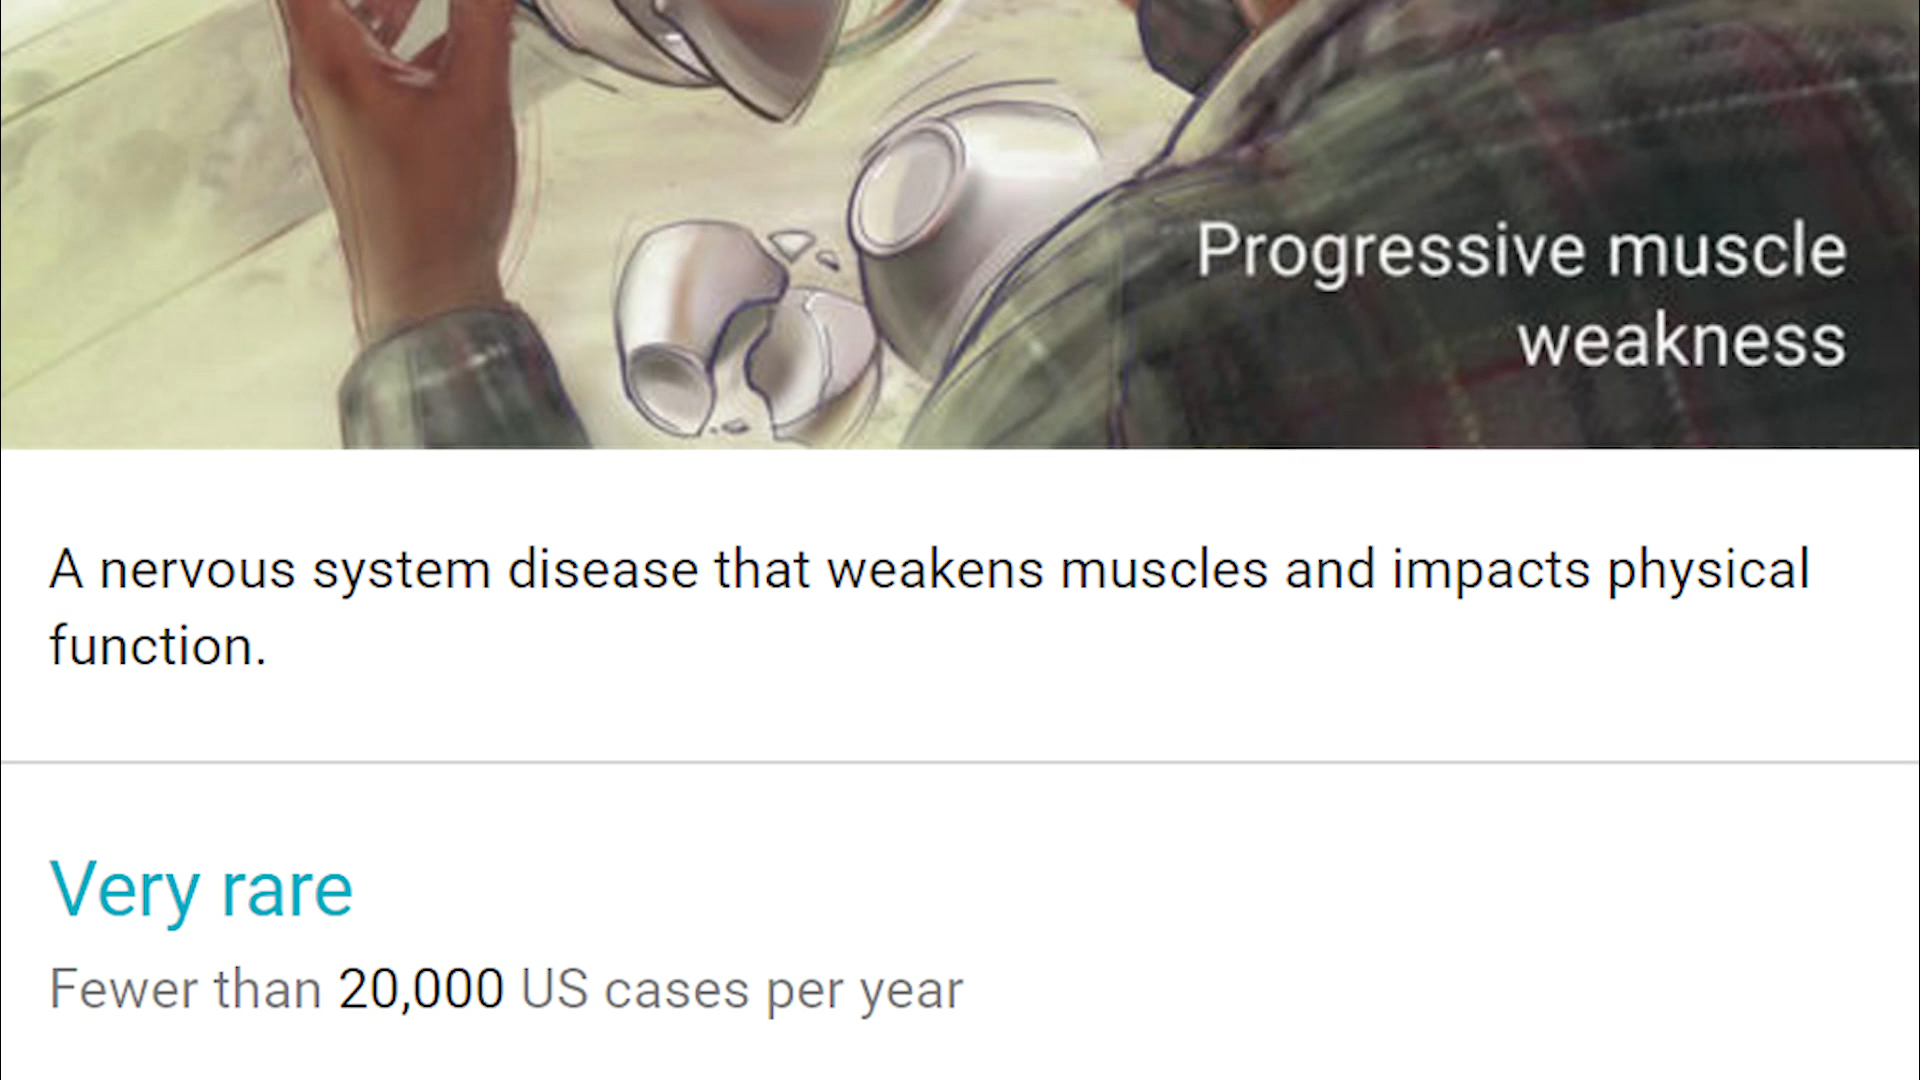 Progressive muscle
weakness
A nervous system disease that weakens muscles and impacts physical
function.
Very rare
Fewer than 20,000 US cases per year